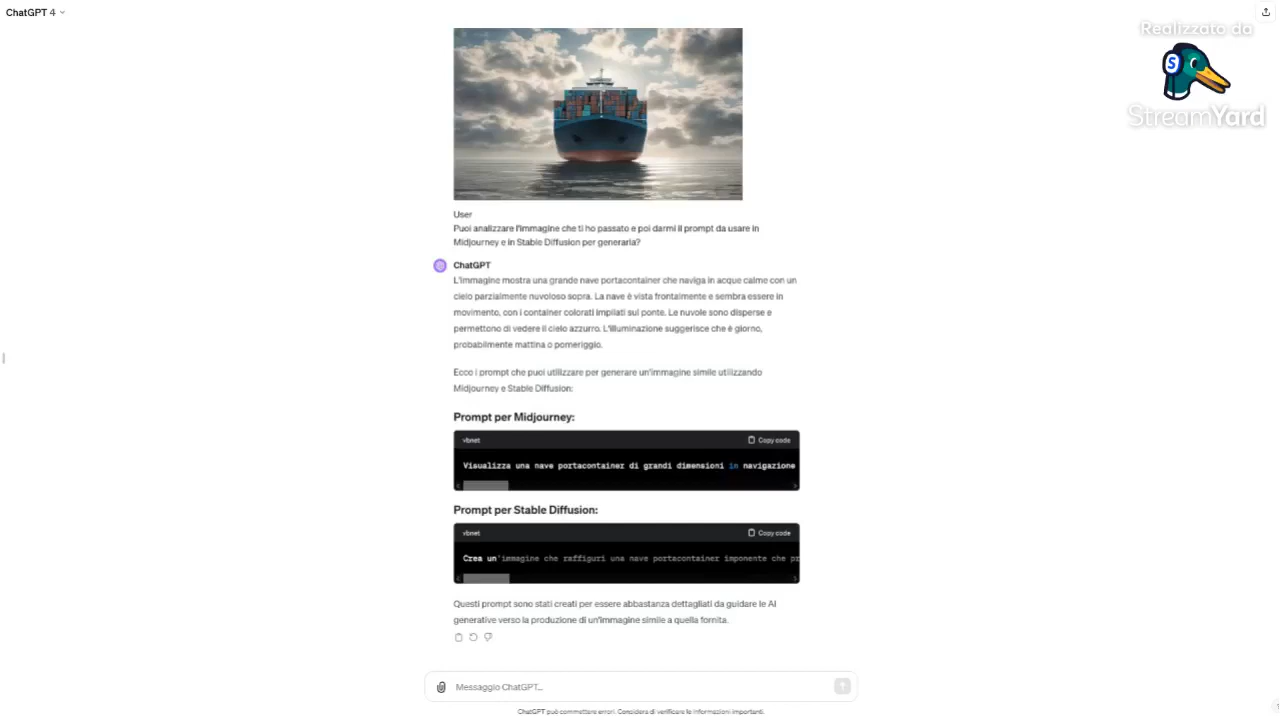 ChatGPT 4
Realizzato da
S
StreamYard
User
Puoi analizzare l'immagine che ti ho passato e poi darmi il prompt da usare in
Midjourney e in Stable Diffusion per generarla?
ChatGPT
L'immagine mostra una grande nave portacontainer che naviga in acque calme con un
cielo parzialmente nuvoloso sopra. La nave è vista frontalmente e sembra essere in
movimento, con i container colorati impilati sul ponte. Le nuvole sono disperse e
permettono di vedere il cielo azzurro. L'illuminazione suggerisce che è giorno,
probabilmente mattina o pomeriggio.
Ecco i prompt che puoi utilizzare per generare un'immagine simile utilizzando
Midjourney e Stable Diffusion:
Prompt per Midjourney:
vbnet
Copy code
Visualizza una nave portacontainer di grandi dimensioni in navigazione
Prompt per Stable Diffusion:
vbnet
Copy code
Crea un'immagine che raffiguri una nave portacontainer imponente che pr
Questi prompt sono stati creati per essere abbastanza dettagliati da guidare le AI
generative verso la produzione di un'immagine simile a quella fornita.
Messaggio ChatGPT...
ChatGPT può commettere errori. Considera di verificare le informazioni importanti.